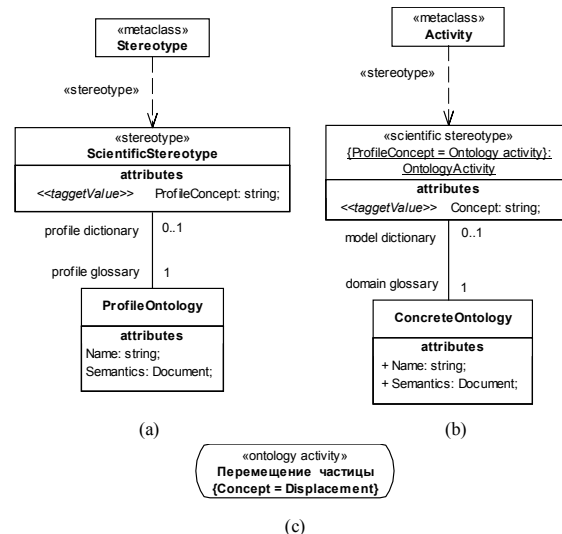 «metaclass»
Stereotype
«stereotype»
«stereotype»
ScientificStereotype
attributes
<<taggetValue>> ProfileConcept: string;
profile dictionary 0..1
profile glossary 1
ProfileOntology
attributes
Name: string;
Semantics: Document;
(a)
«metaclass»
Activity
«stereotype»
«scientific stereotype»
{ProfileConcept = Ontology activity}:
OntologyActivity
attributes
<<taggetValue>> Concept: string;
model dictionary 0..1
domain glossary 1
ConcreteOntology
attributes
+ Name: string;
+ Semantics: Document;
(b)
«ontology activity»
Перемещение частицы
{Concept = Displacement}
(c)